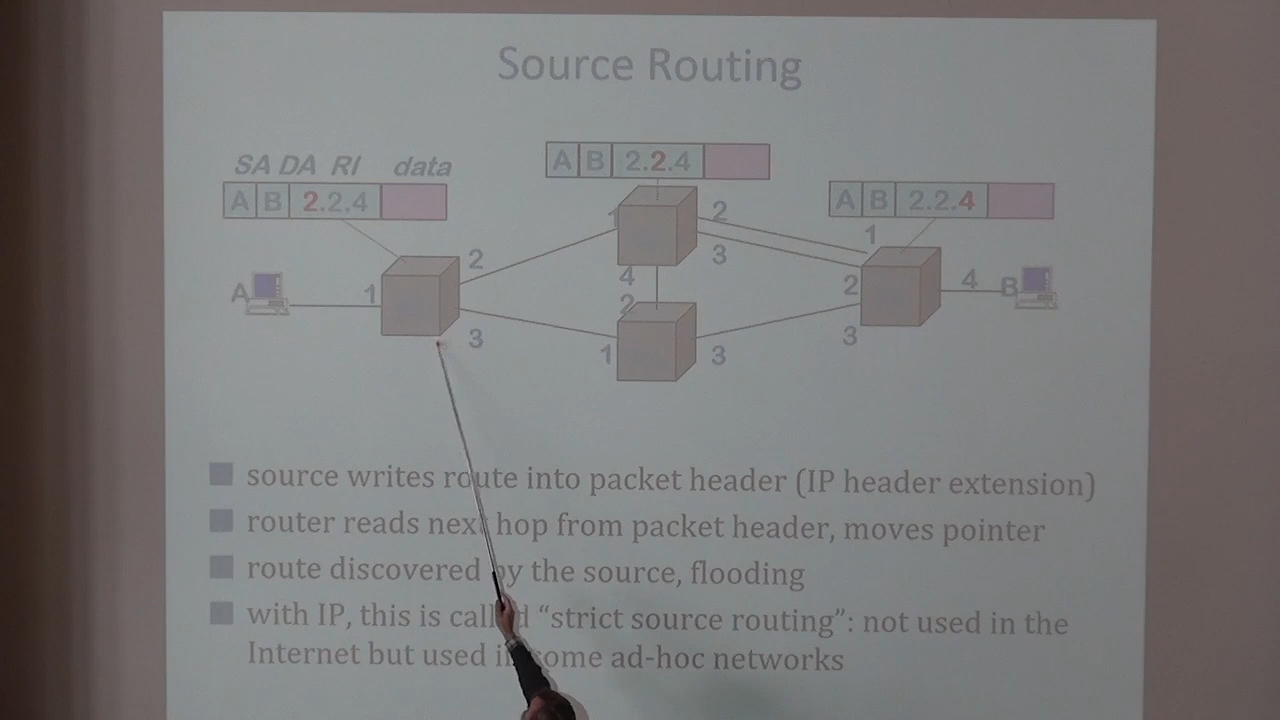 Source Routing
SA DA RI data
A B 2.2.4
A B 2.2.4
A B 2.2.4
A 1 2 3
1 2 3 4
2 1 3
1 2 3 4 B
source writes route into packet header (IP header extension)
router reads next hop from packet header, moves pointer
route discovered by the source, flooding
with IP, this is called “strict source routing”: not used in the
Internet but used in some ad-hoc networks